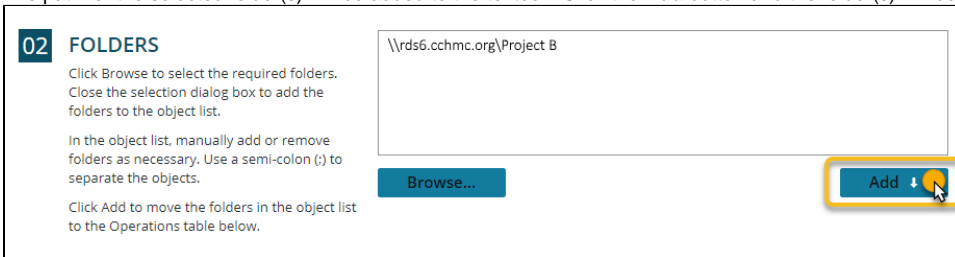 02 FOLDERS
Click Browse to select the required folders.
Close the selection dialog box to add the
folders to the object list.
In the object list, manually add or remove
folders as necessary. Use a semi-colon (;) to
separate the objects.
Click Add to move the folders in the object list
to the Operations table below.
\\rds6.cchmc.org\Project B
Browse...
Add